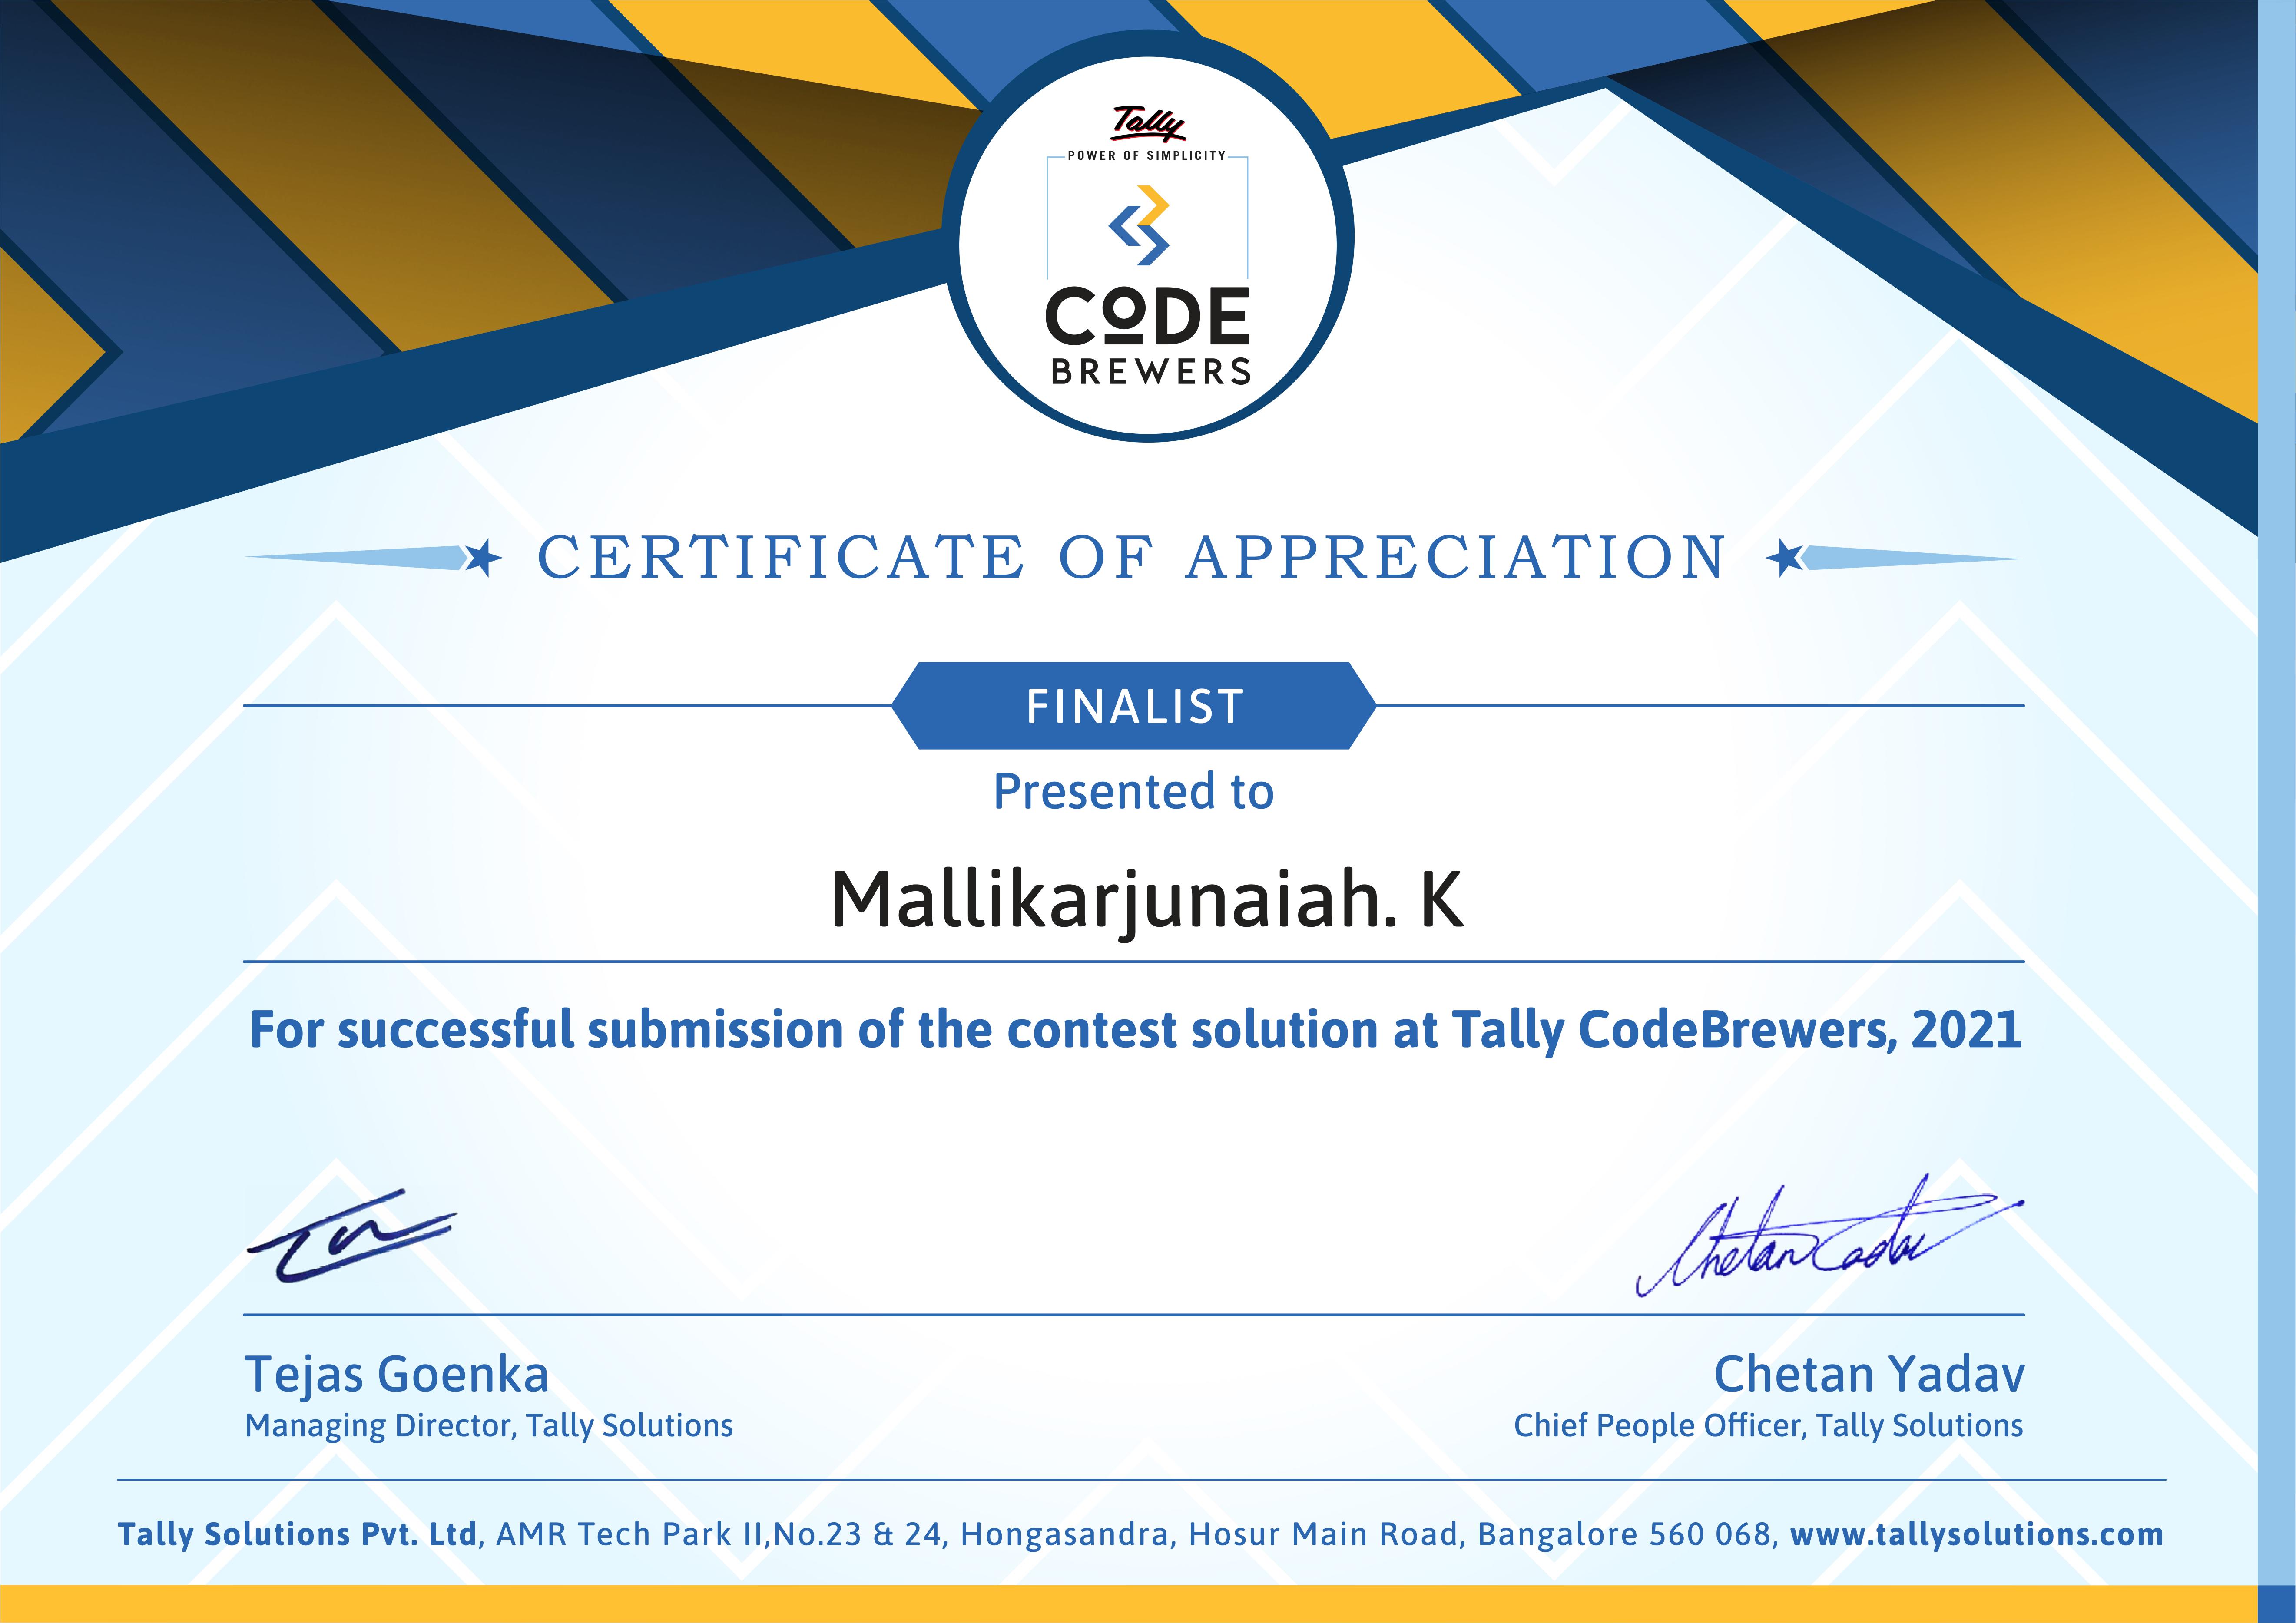 Tally
POWER OF SIMPLICITY
CODE
BREWERS
CERTIFICATE OF APPRECIATION
FINALIST
Presented to
Mallikarjunaiah. K
For successful submission of the contest solution at Tally CodeBrewers, 2021
Chetan Yadav
Tejas Goenka
Chetan Yadav
Managing Director, Tally Solutions
Chief People Officer, Tally Solutions
Tally Solutions Pvt. Ltd, AMR Tech Park II,No.23 & 24, Hongasandra, Hosur Main Road, Bangalore 560 068, www.tallysolutions.com